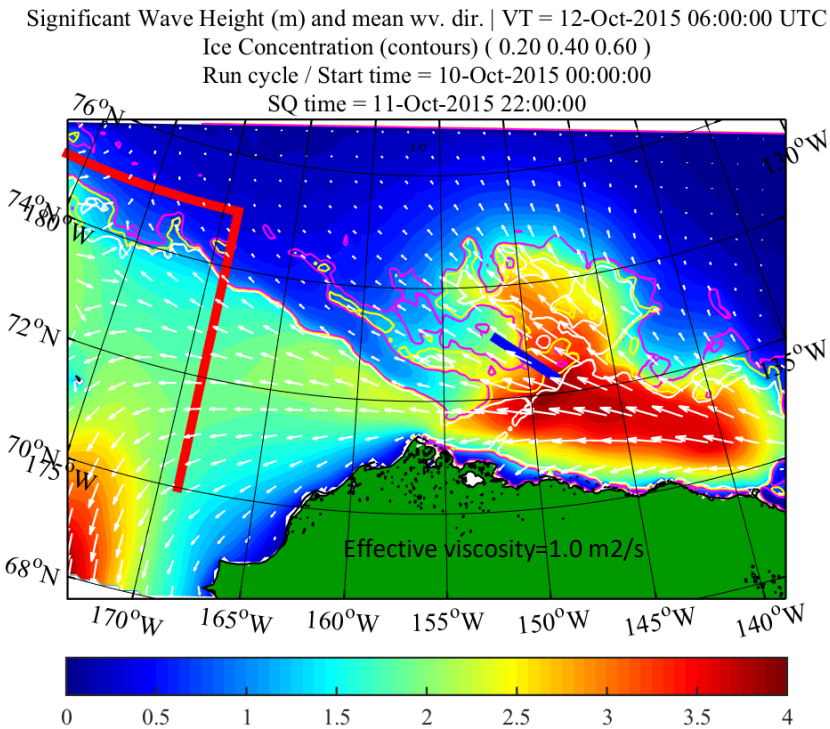 Significant Wave Height (m) and mean wv. dir. | VT = 12-Oct-2015 06:00:00 UTC
Ice Concentration (contours) ( 0.20 0.40 0.60 )
Run cycle / Start time = 10-Oct-2015 00:00:00
SQ time = 11-Oct-2015 22:00:00
76°N
130°W
1.0
74°N
180°W
72°N
70°N
175°W
68°N
Effective viscosity=1.0 m2/s
170°W 165°W 160°W 155°W 150°W 145°W 140°W
0 0.5 1 1.5 2 2.5 3 3.5 4